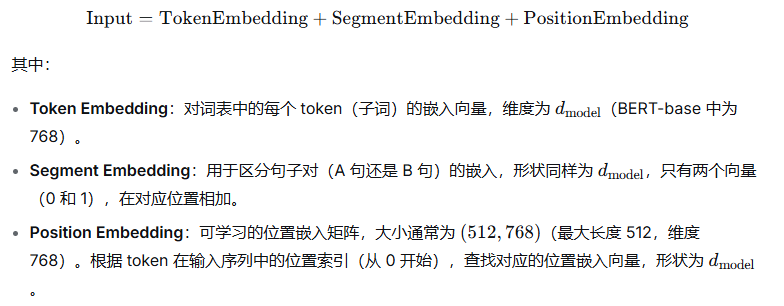 Input = TokenEmbedding + SegmentEmbedding + PositionEmbedding
其中：
• Token Embedding：对词表中的每个 token（子词）的嵌入向量，维度为 d_model（BERT-base 中为
768）。
• Segment Embedding：用于区分句子对（A 句还是 B 句）的嵌入，形状同样为 d_model，只有两个向量
（0 和 1），在对应位置相加。
• Position Embedding：可学习的位置嵌入矩阵，大小通常为 (512, 768)（最大长度 512，维度
768）。根据 token 在输入序列中的位置索引（从 0 开始），查找对应的位置嵌入向量，形状为 d_model
。